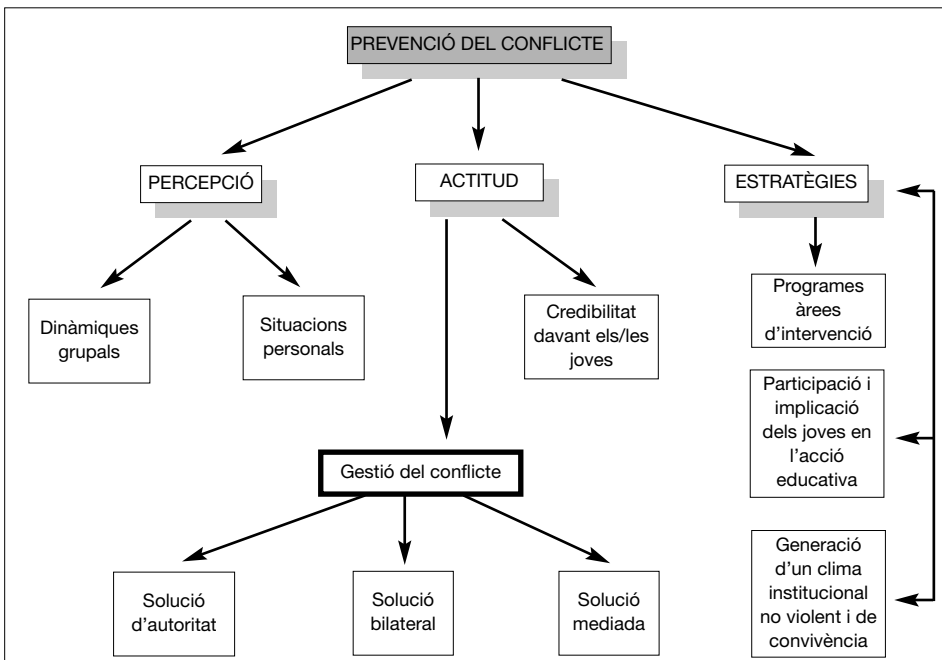 PREVENCIÓ DEL CONFLICTE
PERCEPCIÓ
ACTITUD
ESTRATÈGIES
Dinàmiques
grupals
Situacions
personals
Credibilitat
davant els/les
joves
Programes
àrees
d’intervenció
Participació i
implicació
dels joves en
l’acció
educativa
Gestió del conflicte
Solució
d’autoritat
Solució
bilateral
Solució
mediada
Generació
d’un clima
institucional
no violent i de
convivència